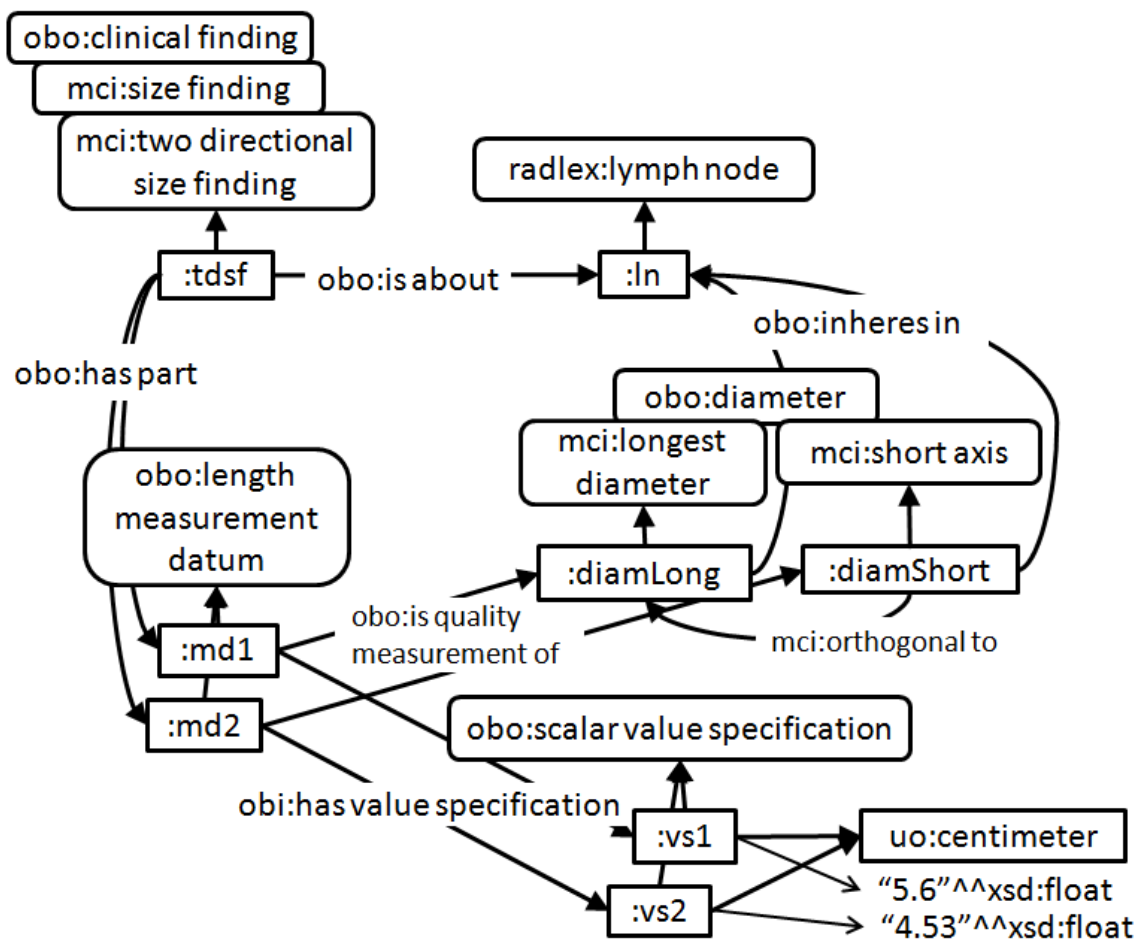 obo:clinical finding
mci:size finding
mci:two directional
size finding
radlex:lymph node
:tdsf
obo:is about
:ln
obo:inheres in
obo:has part
obo:diameter
mci:longest
diameter
mci:short axis
obo:length
measurement
datum
:diamLong
:diamShort
obo:is quality
measurement of
mci:orthogonal to
:md1
:md2
obo:scalar value specification
obi:has value specification
:vs1
uo:centimeter
"5.6"^^xsd:float
:vs2
"4.53"^^xsd:float